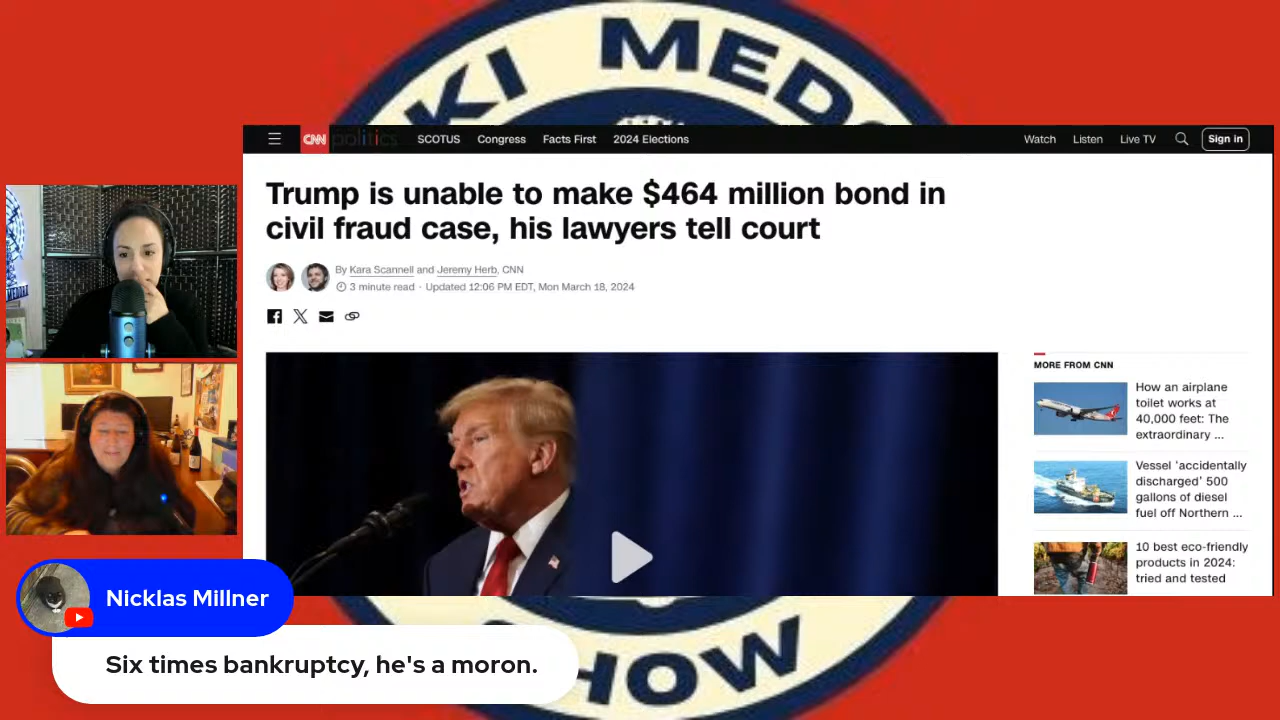 KI MED
CNN politics SCOTUS Congress Facts First 2024 Elections Watch Listen Live TV Sign in
Trump is unable to make $464 million bond in
civil fraud case, his lawyers tell court
By Kara Scannell and Jeremy Herb, CNN
3 minute read · Updated 12:06 PM EDT, Mon March 18, 2024
MORE FROM CNN
How an airplane
toilet works at
40,000 feet: The
extraordinary ...
Vessel 'accidentally
discharged' 500
gallons of diesel
fuel off Northern ...
10 best eco-friendly
products in 2024:
tried and tested
Nicklas Millner
Six times bankruptcy, he's a moron.
HOW